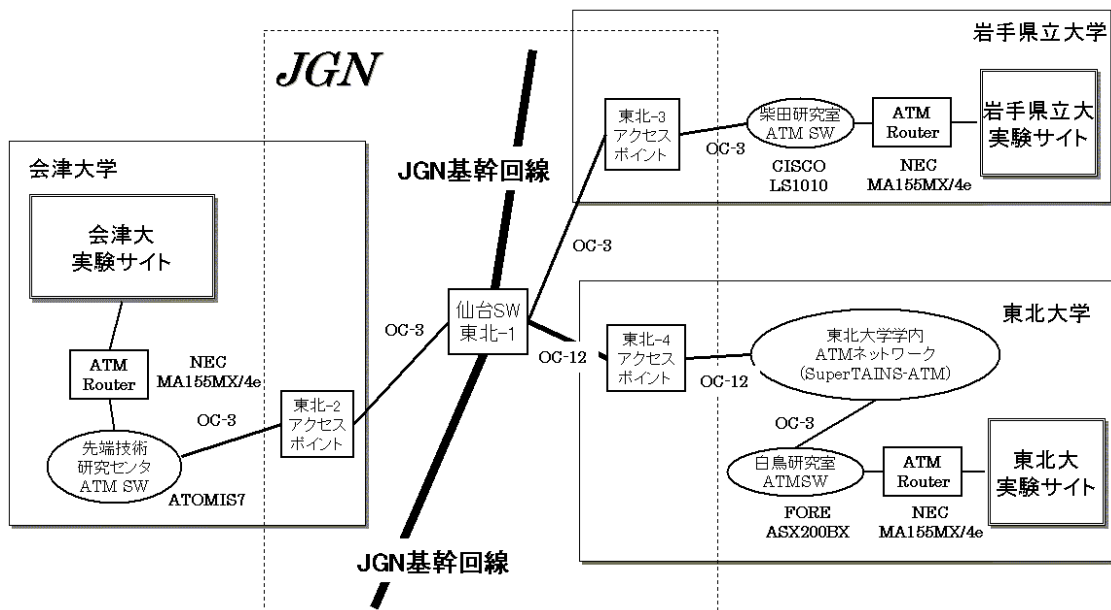 JGN
JGN基幹回線
仙台SW
東北-1
JGN基幹回線
会津大学
会津大
実験サイト
ATM
Router
NEC
MA155MX/4e
先端技術
研究センタ
ATM SW
ATOMIS7
OC-3
東北-2
アクセス
ポイント
OC-3
岩手県立大学
東北-3
アクセス
ポイント
OC-3
OC-3
柴田研究室
ATM SW
CISCO
LS1010
ATM
Router
NEC
MA155MX/4e
岩手県立大
実験サイト
東北大学
OC-12
東北-4
アクセス
ポイント
OC-12
東北大学学内
ATMネットワーク
(SuperTAINS-ATM)
OC-3
白鳥研究室
ATMSW
FORE
ASX200BX
ATM
Router
NEC
MA155MX/4e
東北大
実験サイト